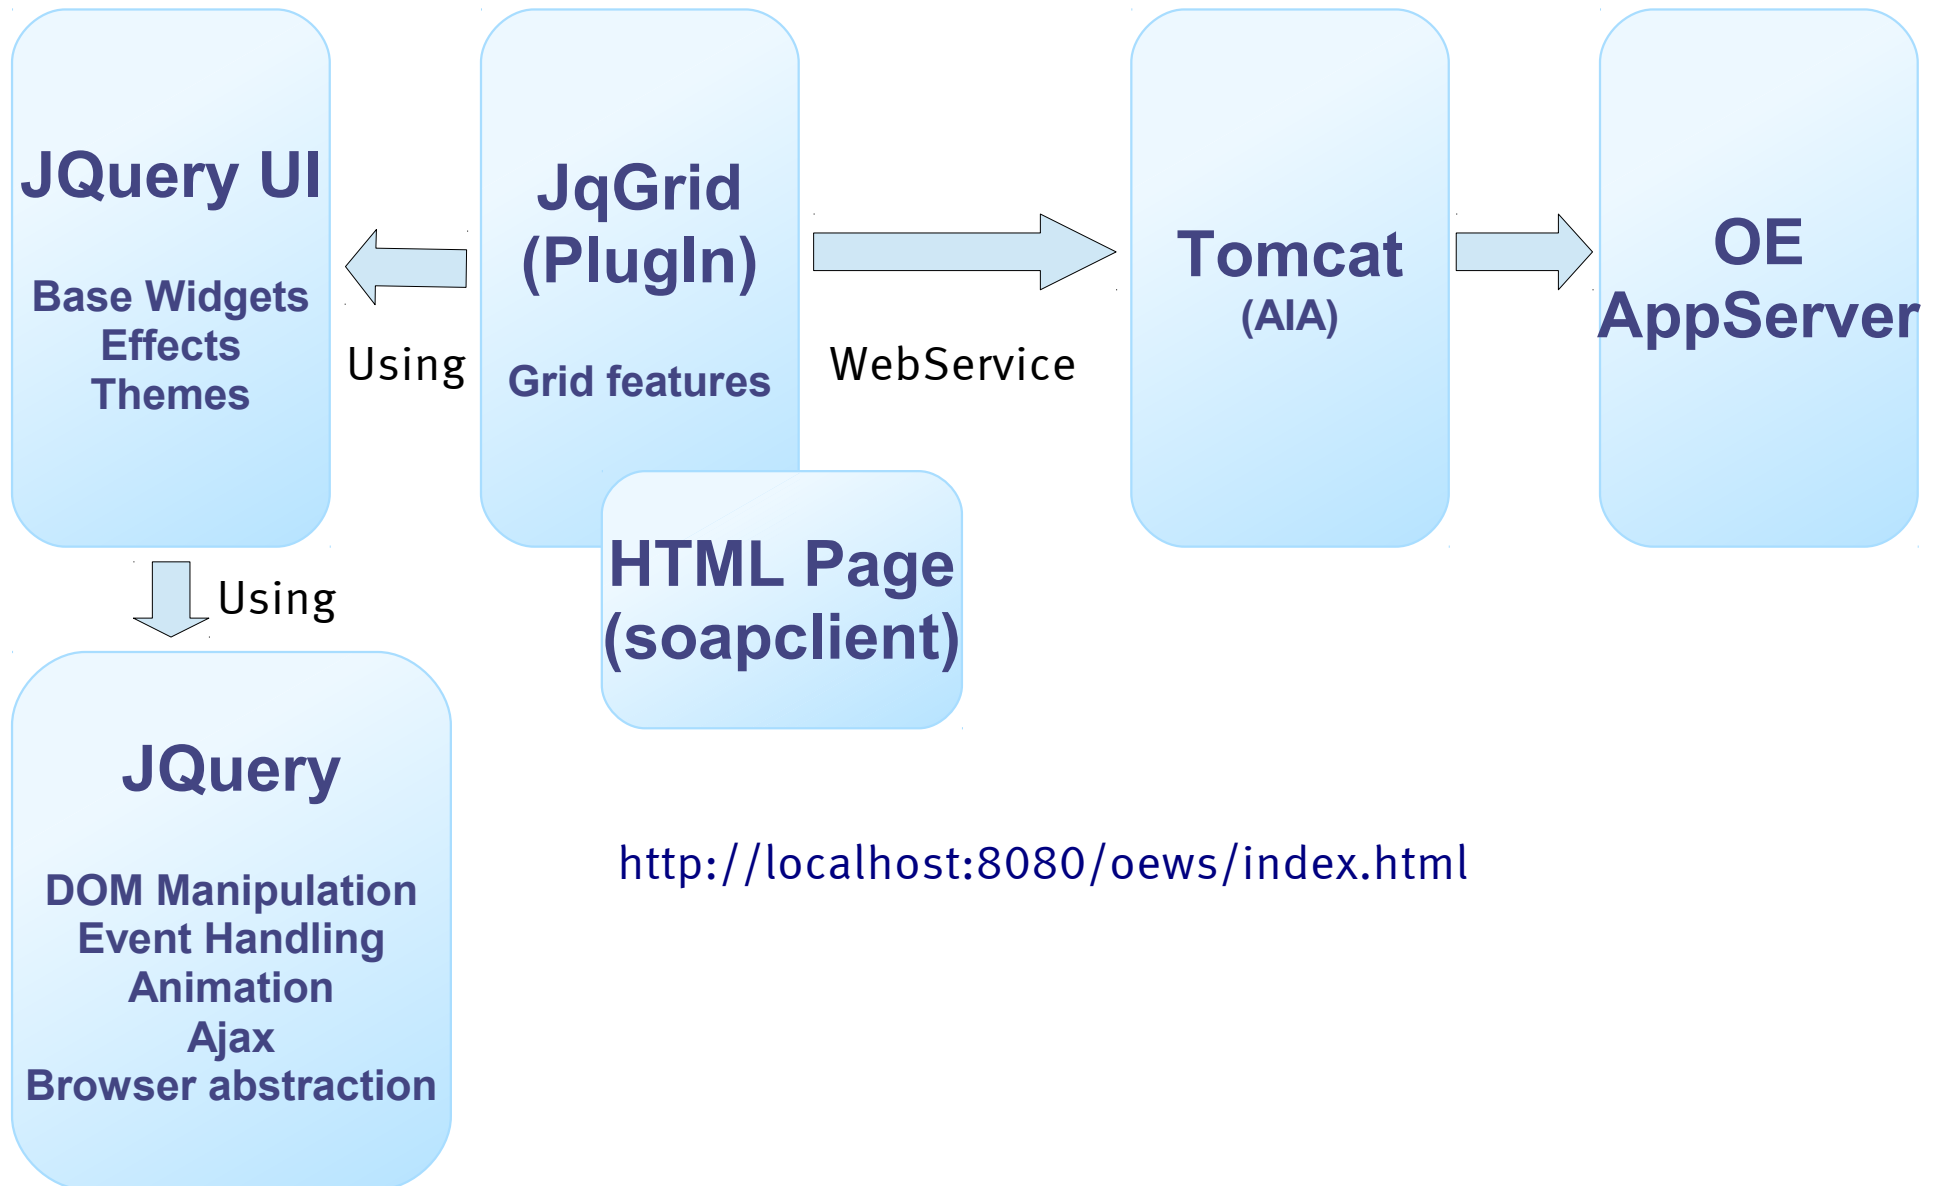 JQuery UI
Base Widgets
Effects
Themes
Using
JqGrid
(PlugIn)
Grid features
WebService
Tomcat
(AIA)
OE
AppServer
HTML Page
(soapclient)
Using
JQuery
DOM Manipulation
Event Handling
Animation
Ajax
Browser abstraction
http://localhost:8080/oews/index.html